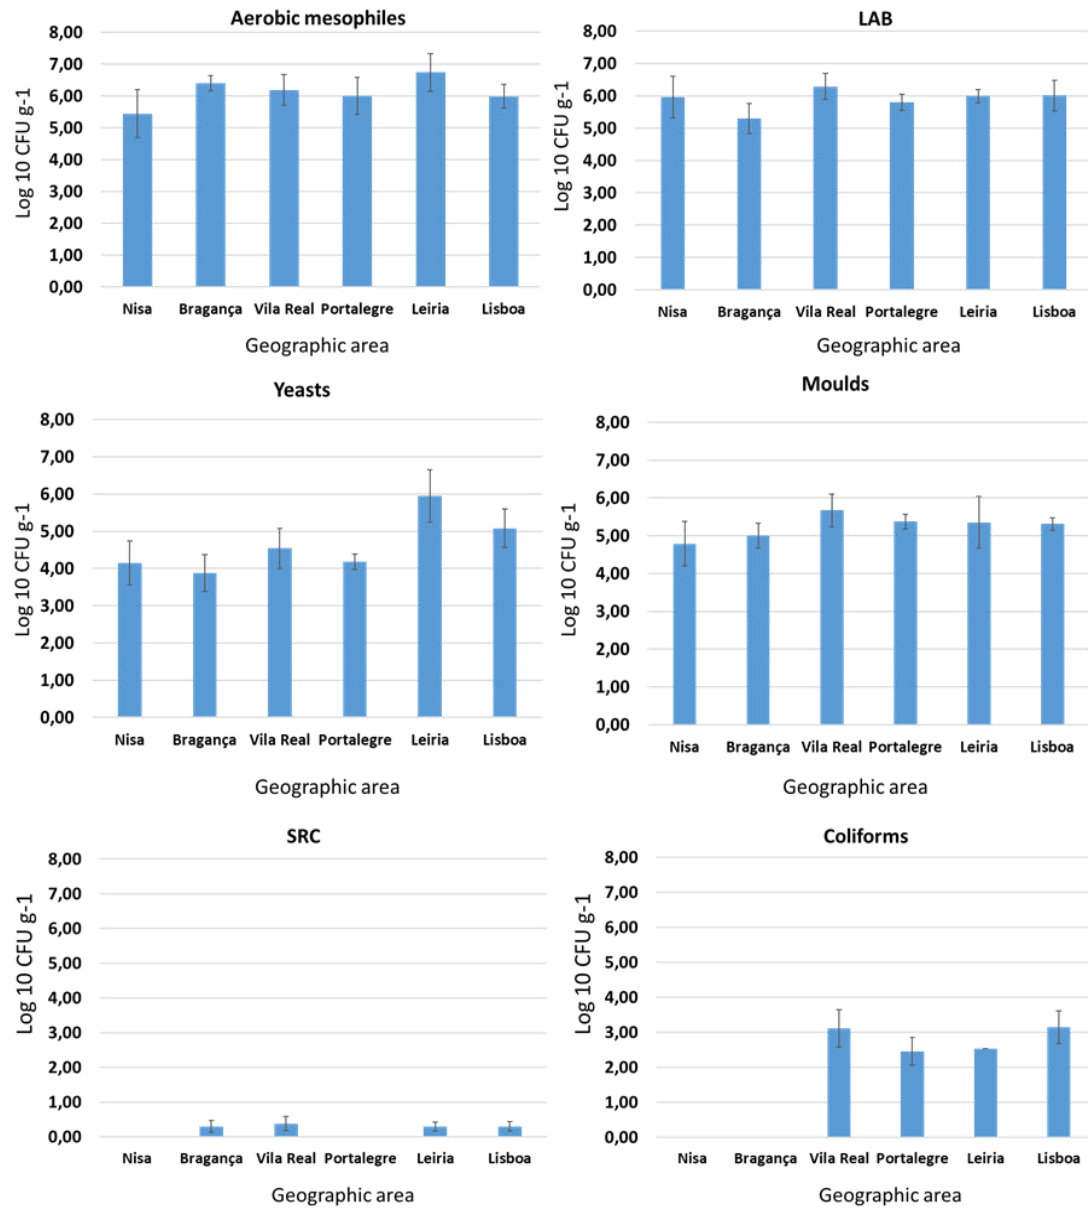 Aerobic mesophiles
8,00
7,00
6,00
5,00
4,00
3,00
2,00
1,00
0,00
Log 10 CFU g-1
Nisa Bragança Vila Real Portalegre Leiria Lisboa
Geographic area
LAB
8,00
7,00
6,00
5,00
4,00
3,00
2,00
1,00
0,00
Log 10 CFU g-1
Nisa Bragança Vila Real Portalegre Leiria Lisboa
Geographic area
Yeasts
8,00
7,00
6,00
5,00
4,00
3,00
2,00
1,00
0,00
Log 10 CFU g-1
Nisa Bragança Vila Real Portalegre Leiria Lisboa
Geographic area
Moulds
8,00
7,00
6,00
5,00
4,00
3,00
2,00
1,00
0,00
Log 10 CFU g-1
Nisa Bragança Vila Real Portalegre Leiria Lisboa
Geographic area
SRC
8,00
7,00
6,00
5,00
4,00
3,00
2,00
1,00
0,00
Log 10 CFU g-1
Nisa Bragança Vila Real Portalegre Leiria Lisboa
Geographic area
Coliforms
8,00
7,00
6,00
5,00
4,00
3,00
2,00
1,00
0,00
Log 10 CFU g-1
Nisa Bragança Vila Real Portalegre Leiria Lisboa
Geographic area